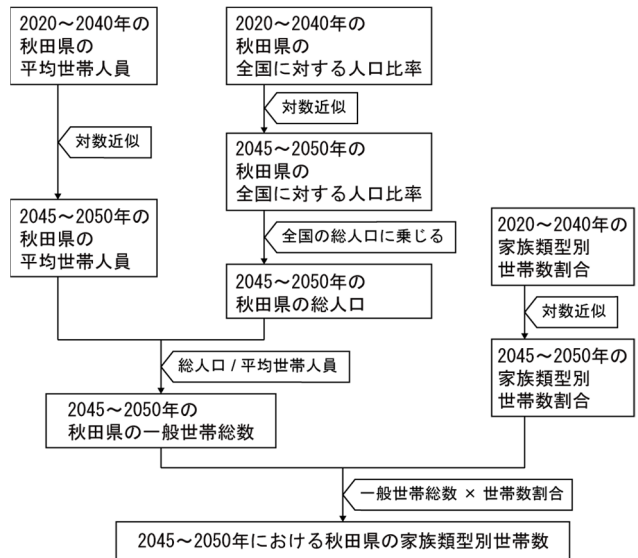 2020～2040年の
秋田県の
平均世帯人員
2020～2040年の
秋田県の
全国に対する人口比率
対数近似
対数近似
2045～2050年の
秋田県の
全国に対する人口比率
2045～2050年の
秋田県の
平均世帯人員
全国の総人口に乗じる
2020～2040年の
家族類型別
世帯数割合
2045～2050年の
秋田県の総人口
対数近似
総人口 / 平均世帯人員
2045～2050年の
家族類型別
世帯数割合
2045～2050年の
秋田県の一般世帯総数
一般世帯総数 × 世帯数割合
2045～2050年における秋田県の家族類型別世帯数